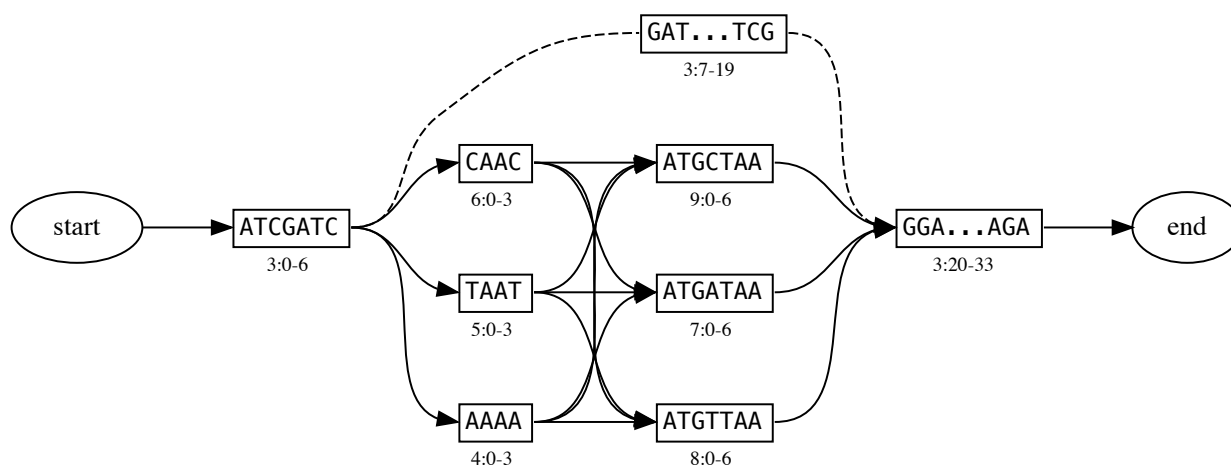 GAT...TCG
3:7-19
CAAC
6:0-3
ATGCTAA
9:0-6
start
ATCGATC
3:0-6
GGA...AGA
3:20-33
end
TAAT
5:0-3
ATGATAA
7:0-6
AAAA
4:0-3
ATGTTAA
8:0-6